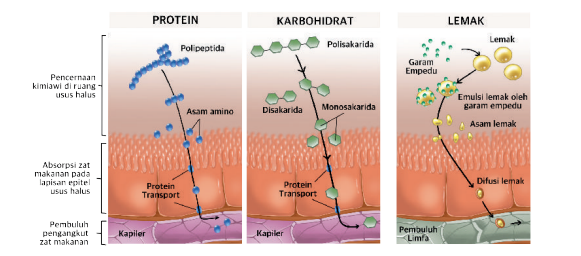 PROTEIN
KARBOHIDRAT
LEMAK
Pencernaan
kimiawi di ruang
usus halus
Absorpsi zat
makanan pada
lapisan epitel
usus halus
Pembuluh
pengangkut
zat makanan
Polipeptida
Asam amino
Protein
Transport
Kapiler
Polisakarida
Disakarida
Monosakarida
Protein
Transport
Kapiler
Lemak
Garam
Empedu
Emulsi lemak oleh
garam empedu
Asam lemak
Difusi lemak
Pembuluh
Limfa